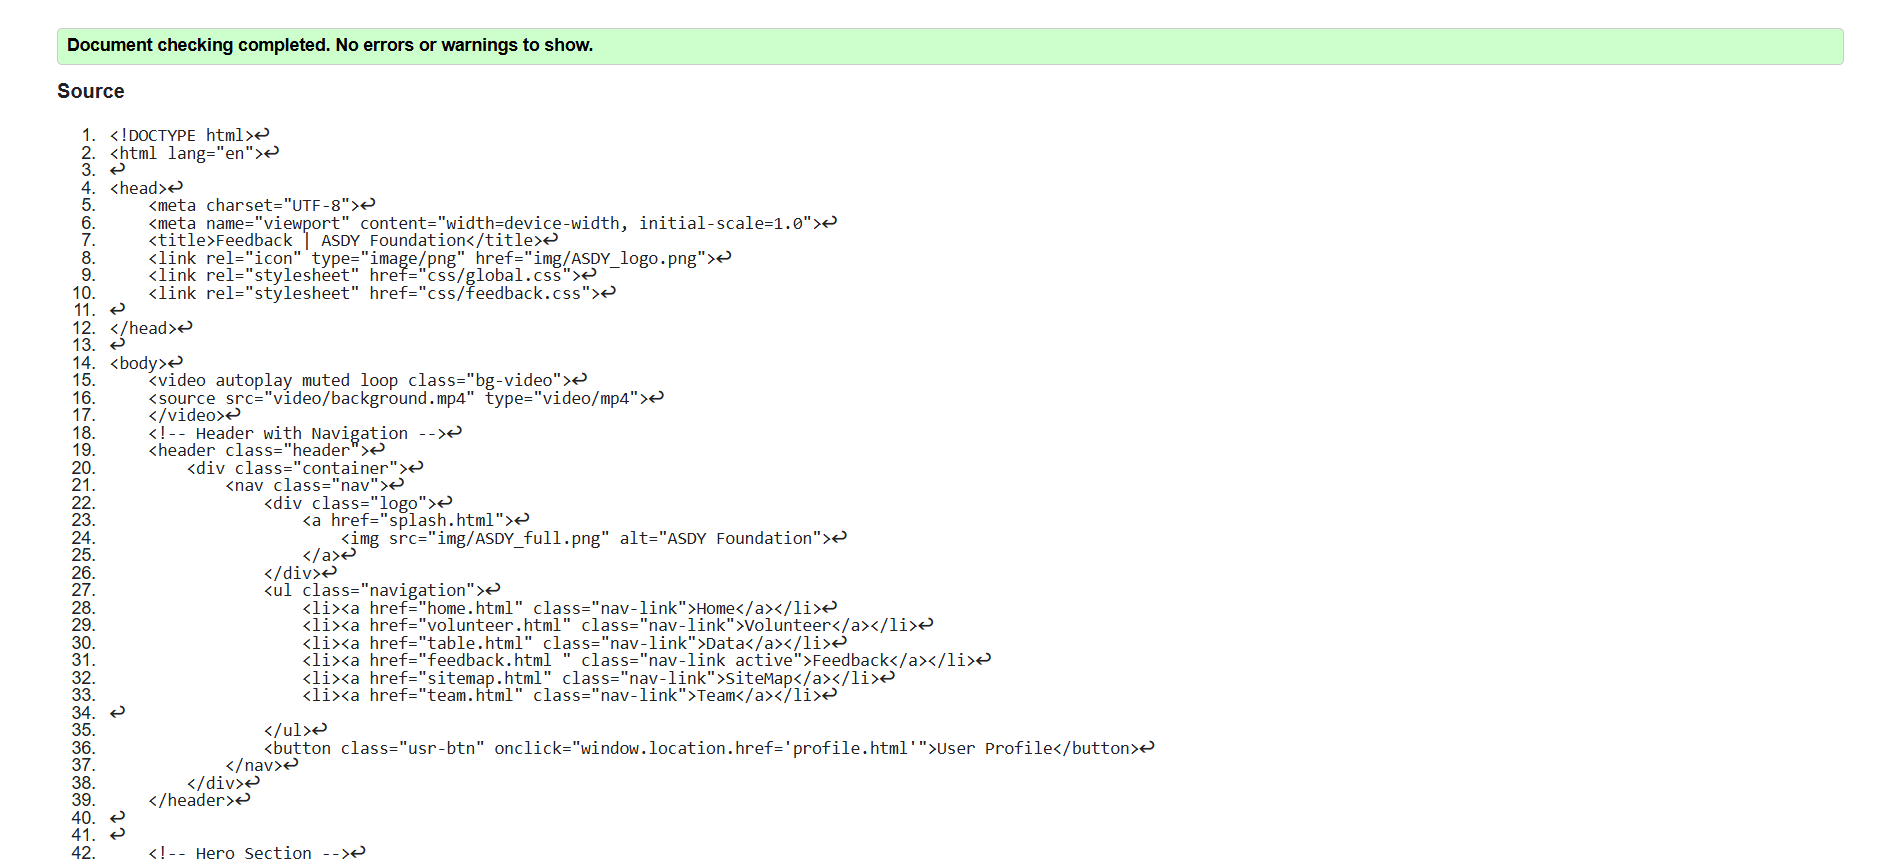 Document checking completed. No errors or warnings to show.
Source
1. <!DOCTYPE html>↩
2. <html lang="en">↩
3. ↩
4. <head>↩
5.     <meta charset="UTF-8">↩
6.     <meta name="viewport" content="width=device-width, initial-scale=1.0">↩
7.     <title>Feedback | ASDY Foundation</title>↩
8.     <link rel="icon" type="image/png" href="img/ASDY_logo.png">↩
9.     <link rel="stylesheet" href="css/global.css">↩
10.     <link rel="stylesheet" href="css/feedback.css">↩
11. ↩
12. </head>↩
13. ↩
14. <body>↩
15.     <video autoplay muted loop class="bg-video">↩
16.     <source src="video/background.mp4" type="video/mp4">↩
17.     </video>↩
18.     <!-- Header with Navigation -->↩
19.     <header class="header">↩
20.         <div class="container">↩
21.             <nav class="nav">↩
22.                 <div class="logo">↩
23.                     <a href="splash.html">↩
24.                         <img src="img/ASDY_full.png" alt="ASDY Foundation">↩
25.                     </a>↩
26.                 </div>↩
27.                 <ul class="navigation">↩
28.                     <li><a href="home.html" class="nav-link">Home</a></li>↩
29.                     <li><a href="volunteer.html" class="nav-link">Volunteer</a></li>↩
30.                     <li><a href="table.html" class="nav-link">Data</a></li>↩
31.                     <li><a href="feedback.html " class="nav-link active">Feedback</a></li>↩
32.                     <li><a href="sitemap.html" class="nav-link">SiteMap</a></li>↩
33.                     <li><a href="team.html" class="nav-link">Team</a></li>↩
34. ↩
35.                 </ul>↩
36.                 <button class="usr-btn" onclick="window.location.href='profile.html'">User Profile</button>↩
37.             </nav>↩
38.         </div>↩
39.     </header>↩
40. ↩
41. ↩
42.     <!-- Hero Section -->↩